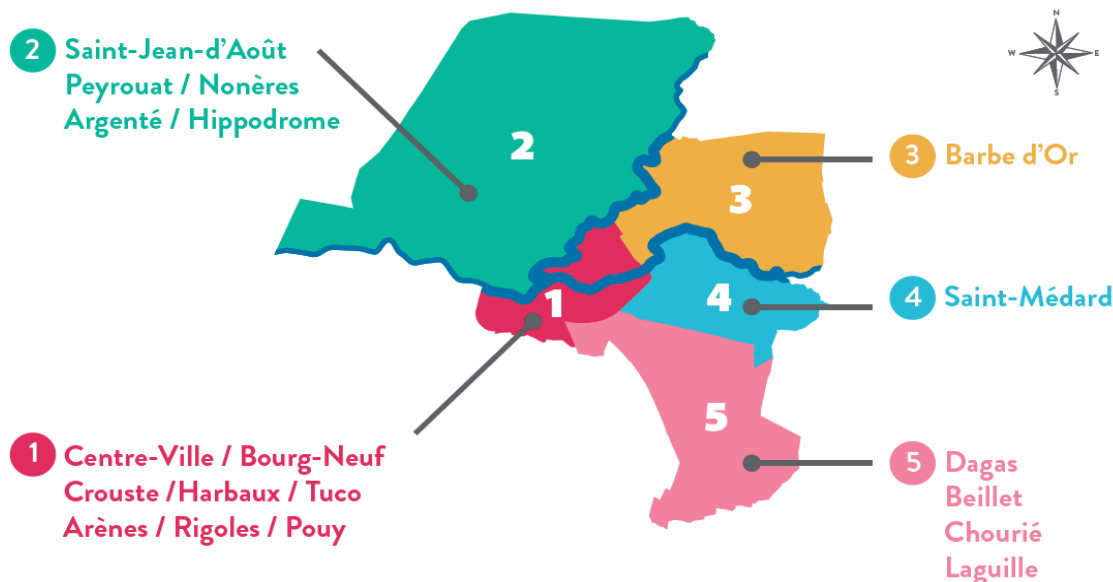 2
Saint-Jean-d'Août
Peyrouat / Nonères
Argenté / Hippodrome
N
W
E
S
2
3
Barbe d'Or
3
4
Saint-Médard
4
1
5
1
Centre-Ville / Bourg-Neuf
Crouste /Harbaux / Tuco
Arènes / Rigoles / Pouy
5
Dagas
Beillet
Chourié
Laguille